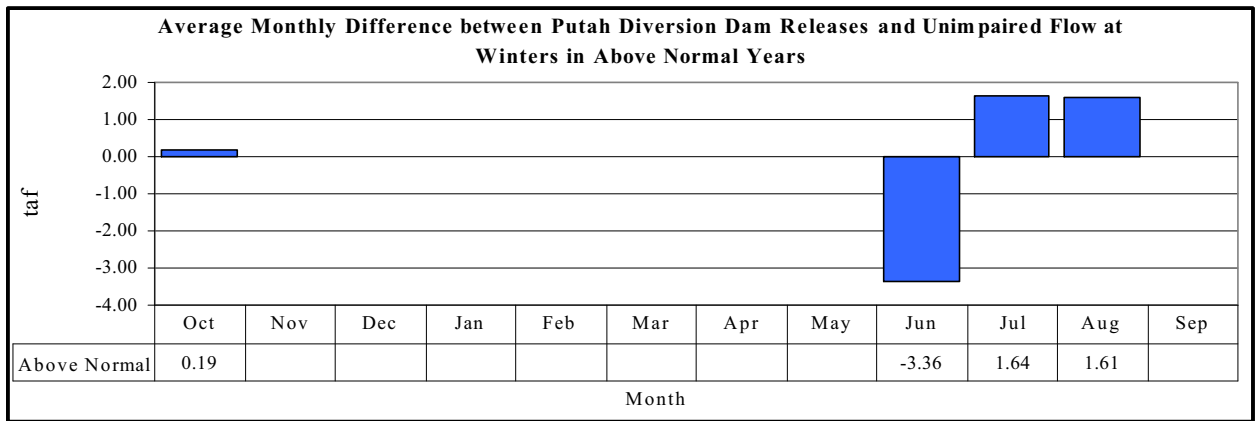 Average Monthly Difference between Putah Diversion Dam Releases and Unimpaired Flow at
Winters in Above Normal Years
2.00
1.00
0.00
-1.00
-2.00
-3.00
-4.00
taf
Oct Nov Dec Jan Feb Mar Apr May Jun Jul Aug Sep
Above Normal 0.19 -3.36 1.64 1.61
Month